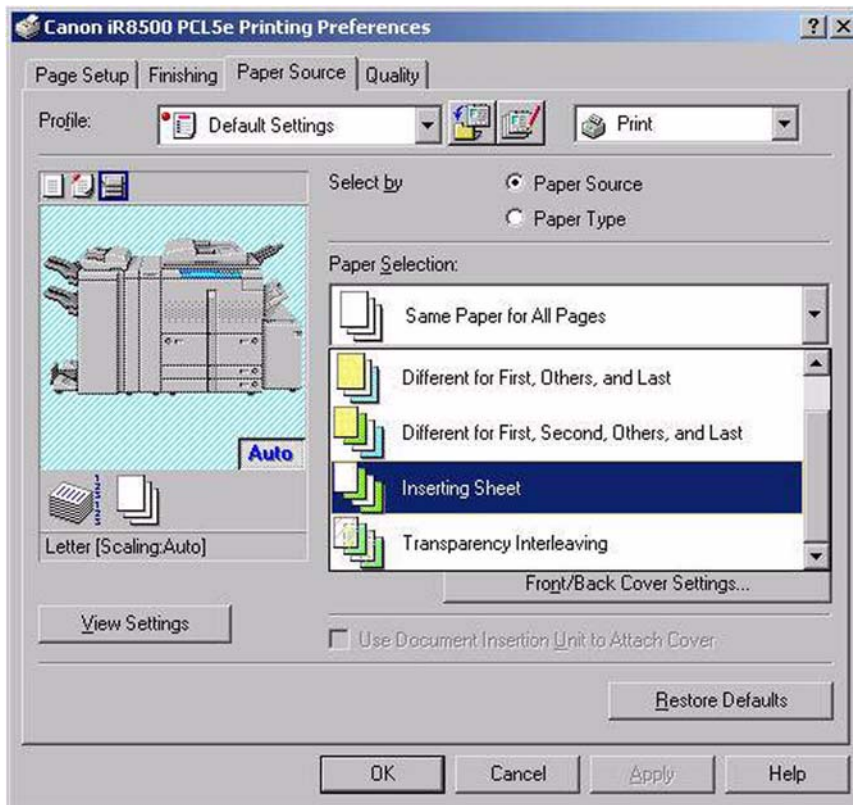 Canon iR8500 PCL5e Printing Preferences
Page Setup Finishing Paper Source Quality
Profile: Default Settings Print
Select by Paper Source
Paper Type
Paper Selection:
Same Paper for All Pages
Different for First, Others, and Last
Different for First, Second, Others, and Last
Auto
Inserting Sheet
Transparency Interleaving
Letter [Scaling:Auto]
Front/Back Cover Settings...
View Settings
Use Document Insertion Unit to Attach Cover
Restore Defaults
OK Cancel Apply Help